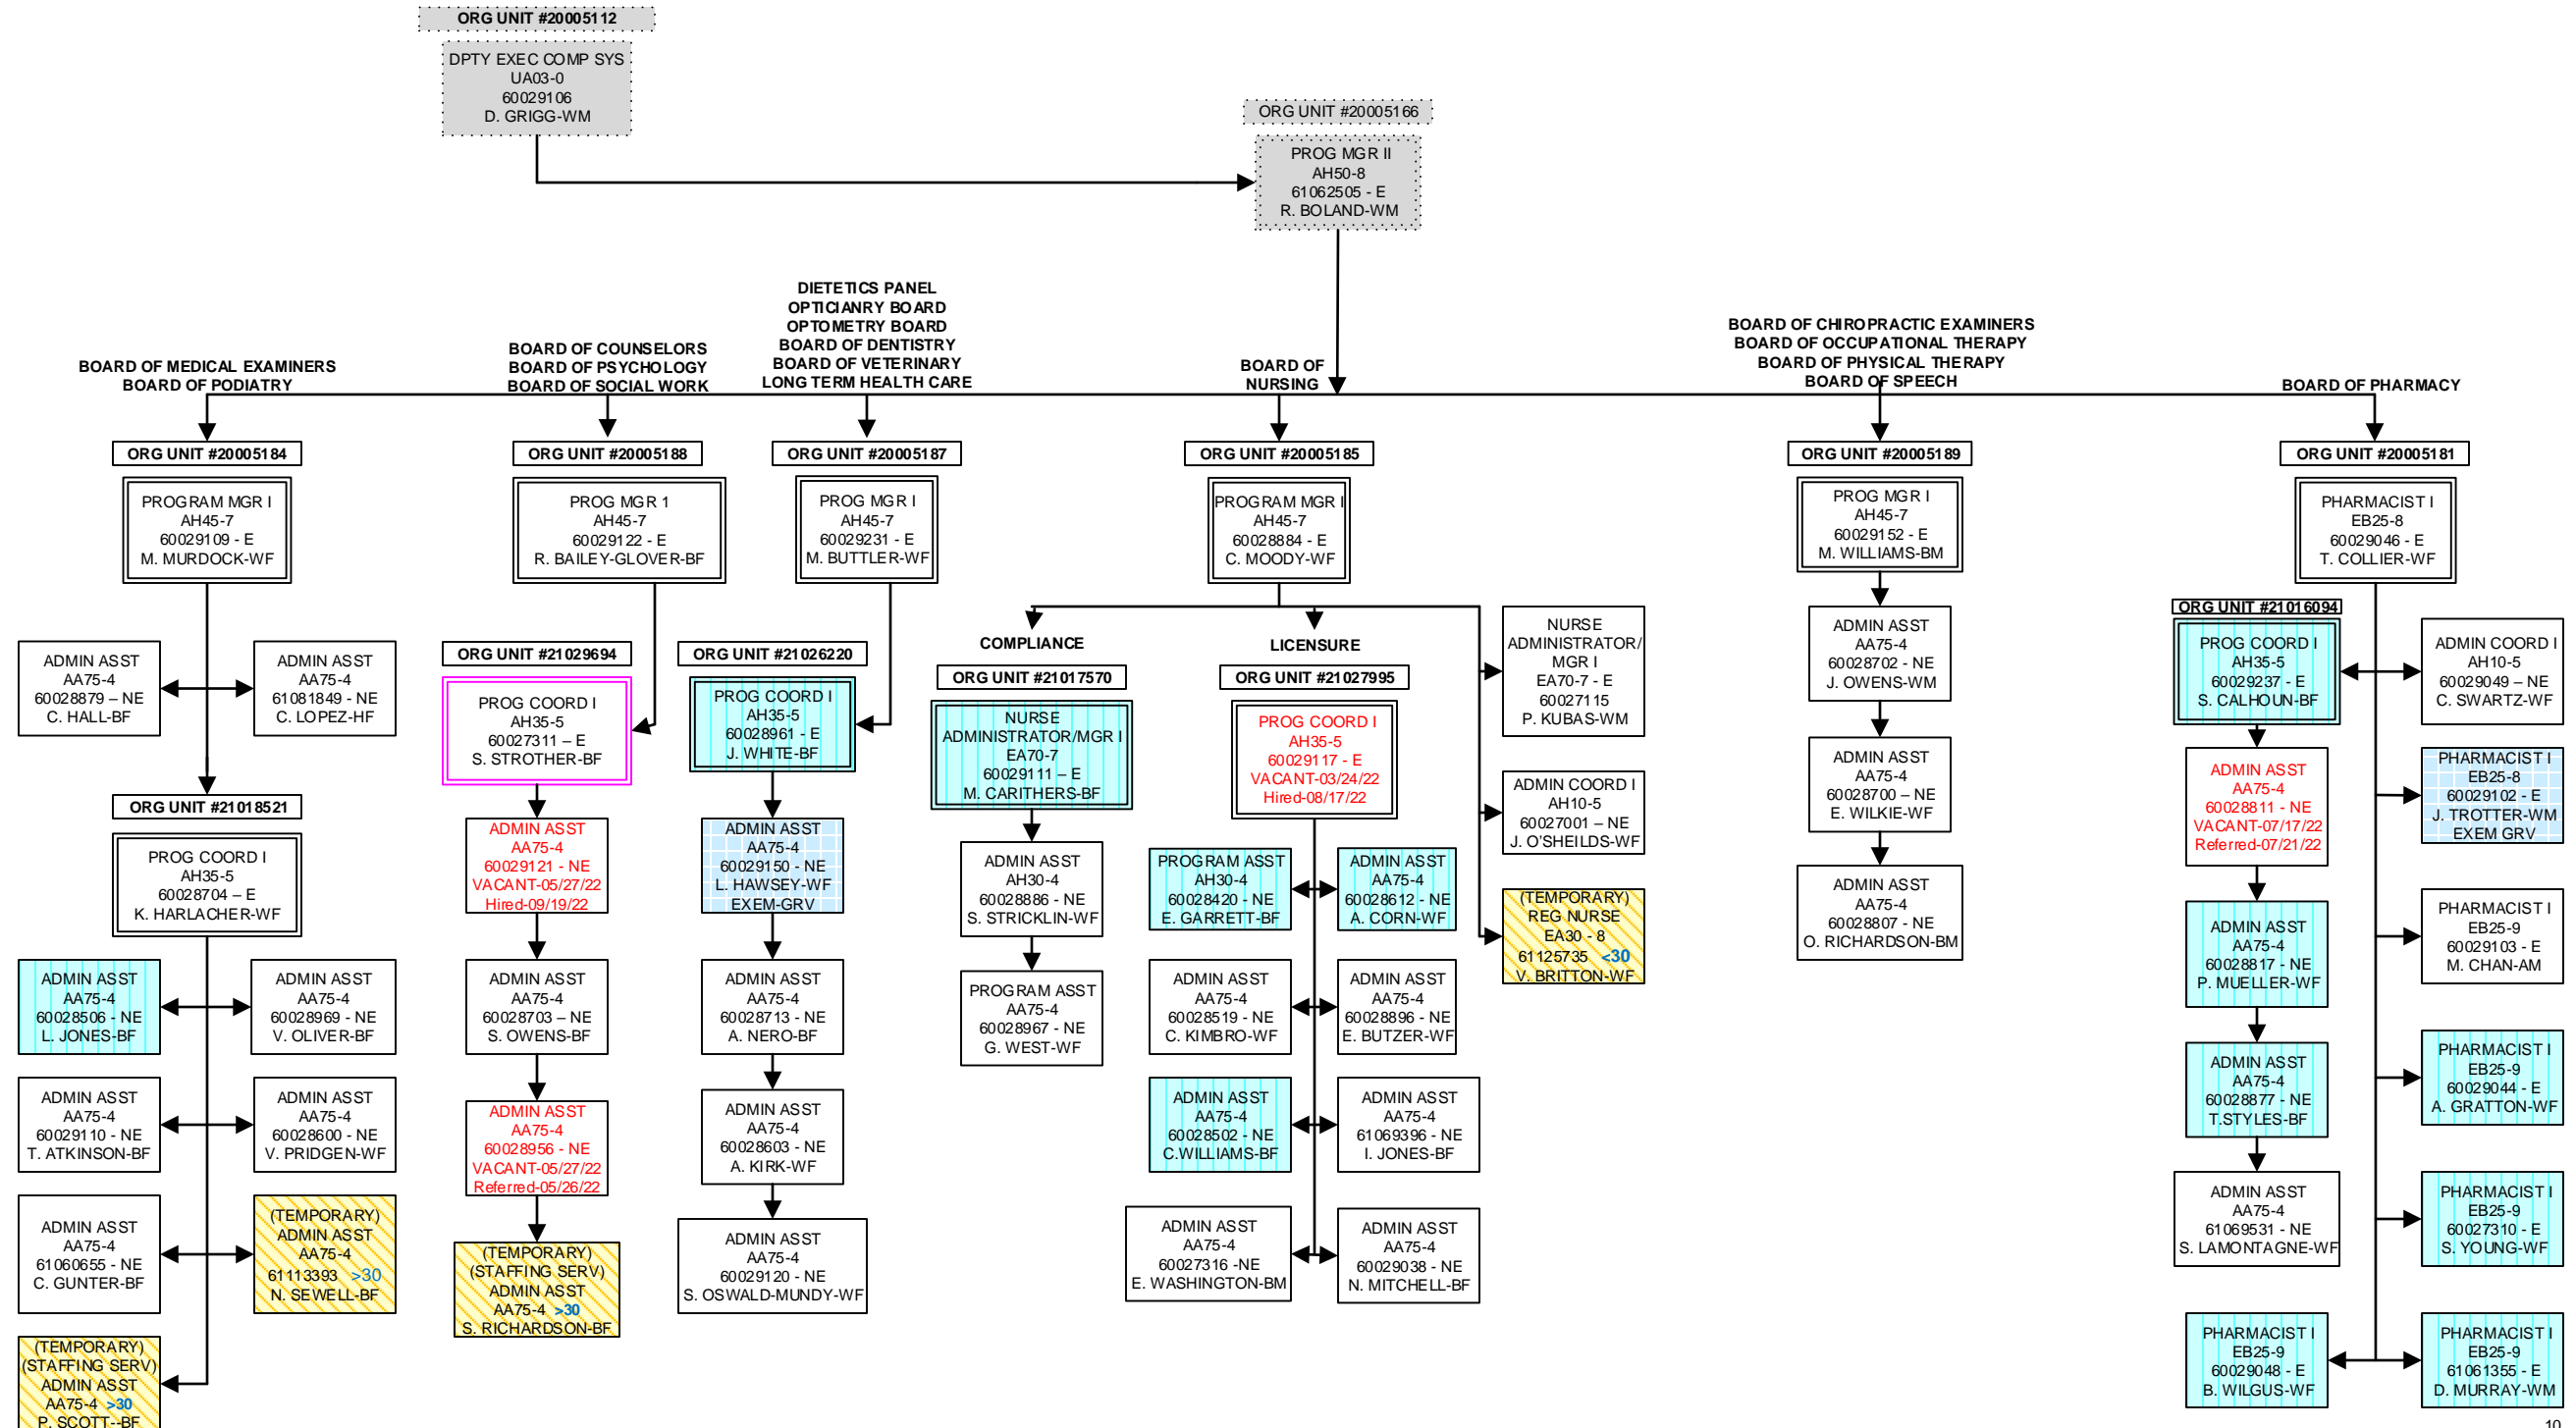 ORG UNIT #20005112
DPTY EXEC COMP SYS
UA03-0
60029106
D. GRIGG-WM
ORG UNIT #20005166
PROG MGR II
AH50-8
61062505 - E
R. BOLAND-WM
BOARD OF MEDICAL EXAMINERS
BOARD OF PODIATRY
BOARD OF COUNSELORS
BOARD OF PSYCHOLOGY
BOARD OF SOCIAL WORK
DIETETICS PANEL
OPTICIANRY BOARD
OPTOMETRY BOARD
BOARD OF DENTISTRY
BOARD OF VETERINARY
LONG TERM HEALTH CARE
BOARD OF
NURSING
BOARD OF CHIROPRACTIC EXAMINERS
BOARD OF OCCUPATIONAL THERAPY
BOARD OF PHYSICAL THERAPY
BOARD OF SPEECH
BOARD OF PHARMACY
ORG UNIT #20005184
PROGRAM MGR I
AH45-7
60029109 - E
M. MURDOCK-WF
ADMIN ASST
AA75-4
60028879 – NE
C. HALL-BF
ADMIN ASST
AA75-4
61081849 - NE
C. LOPEZ-HF
ORG UNIT #21018521
PROG COORD I
AH35-5
60028704 – E
K. HARLACHER-WF
ADMIN ASST
AA75-4
60028506 - NE
L. JONES-BF
ADMIN ASST
AA75-4
60028969 - NE
V. OLIVER-BF
ADMIN ASST
AA75-4
60029110 - NE
T. ATKINSON-BF
ADMIN ASST
AA75-4
60028600 - NE
V. PRIDGEN-WF
ADMIN ASST
AA75-4
61060655 - NE
C. GUNTER-BF
(TEMPORARY)
ADMIN ASST
AA75-4
61113393 >30
N. SEWELL-BF
(TEMPORARY)
(STAFFING SERV)
ADMIN ASST
AA75-4 >30
P. SCOTT--BF
ORG UNIT #20005188
PROG MGR 1
AH45-7
60029122 - E
R. BAILEY-GLOVER-BF
ORG UNIT #21029694
PROG COORD I
AH35-5
60027311 – E
S. STROTHER-BF
ADMIN ASST
AA75-4
60029121 - NE
VACANT-05/27/22
Hired-09/19/22
ADMIN ASST
AA75-4
60028703 – NE
S. OWENS-BF
ADMIN ASST
AA75-4
60028956 - NE
VACANT-05/27/22
Referred-05/26/22
(TEMPORARY)
(STAFFING SERV)
ADMIN ASST
AA75-4 >30
S. RICHARDSON-BF
ORG UNIT #20005187
PROG MGR I
AH45-7
60029231 - E
M. BUTTLER-WF
ORG UNIT #21026220
PROG COORD I
AH35-5
60028961 - E
J. WHITE-BF
ADMIN ASST
AA75-4
60029150 - NE
L. HAWSEY-WF
EXEM-GRV
ADMIN ASST
AA75-4
60028713 - NE
A. NERO-BF
ADMIN ASST
AA75-4
60028603 - NE
A. KIRK-WF
ADMIN ASST
AA75-4
60029120 - NE
S. OSWALD-MUNDY-WF
ORG UNIT #20005185
PROGRAM MGR I
AH45-7
60028884 - E
C. MOODY-WF
COMPLIANCE
ORG UNIT #21017570
NURSE
ADMINISTRATOR/MGR I
EA70-7
60029111 – E
M. CARITHERS-BF
ADMIN ASST
AH30-4
60028886 - NE
S. STRICKLIN-WF
PROGRAM ASST
AA75-4
60028967 - NE
G. WEST-WF
LICENSURE
ORG UNIT #21027995
PROG COORD I
AH35-5
60029117 - E
VACANT-03/24/22
Hired-08/17/22
PROGRAM ASST
AH30-4
60028420 - NE
E. GARRETT-BF
ADMIN ASST
AA75-4
60028612 - NE
A. CORN-WF
ADMIN ASST
AA75-4
60028519 - NE
C. KIMBRO-WF
ADMIN ASST
AA75-4
60028896 - NE
E. BUTZER-WF
ADMIN ASST
AA75-4
60028502 - NE
C.WILLIAMS-BF
ADMIN ASST
AA75-4
61069396 - NE
I. JONES-BF
ADMIN ASST
AA75-4
60027316 -NE
E. WASHINGTON-BM
ADMIN ASST
AA75-4
60029038 - NE
N. MITCHELL-BF
NURSE
ADMINISTRATOR/
MGR I
EA70-7 - E
60027115
P. KUBAS-WM
ADMIN COORD I
AH10-5
60027001 – NE
J. O'SHEILDS-WF
(TEMPORARY)
REG NURSE
EA30 - 8
61125735 <30
V. BRITTON-WF
ORG UNIT #20005189
PROG MGR I
AH45-7
60029152 - E
M. WILLIAMS-BM
ADMIN ASST
AA75-4
60028702 - NE
J. OWENS-WM
ADMIN ASST
AA75-4
60028700 – NE
E. WILKIE-WF
ADMIN ASST
AA75-4
60028807 - NE
O. RICHARDSON-BM
ORG UNIT #20005181
PHARMACIST I
EB25-8
60029046 - E
T. COLLIER-WF
ORG UNIT #21016094
PROG COORD I
AH35-5
60029237 - E
S. CALHOUN-BF
ADMIN COORD I
AH10-5
60029049 – NE
C. SWARTZ-WF
ADMIN ASST
AA75-4
60028811 - NE
VACANT-07/17/22
Referred-07/21/22
PHARMACIST I
EB25-8
60029102 - E
J. TROTTER-WM
EXEM GRV
ADMIN ASST
AA75-4
60028817 - NE
P. MUELLER-WF
PHARMACIST I
EB25-9
60029103 - E
M. CHAN-AM
ADMIN ASST
AA75-4
60028877 - NE
T.STYLES-BF
PHARMACIST I
EB25-9
60029044 - E
A. GRATTON-WF
ADMIN ASST
AA75-4
61069531 - NE
S. LAMONTAGNE-WF
PHARMACIST I
EB25-9
60027310 - E
S. YOUNG-WF
PHARMACIST I
EB25-9
60029048 - E
B. WILGUS-WF
PHARMACIST I
EB25-9
61061355 - E
D. MURRAY-WM
10